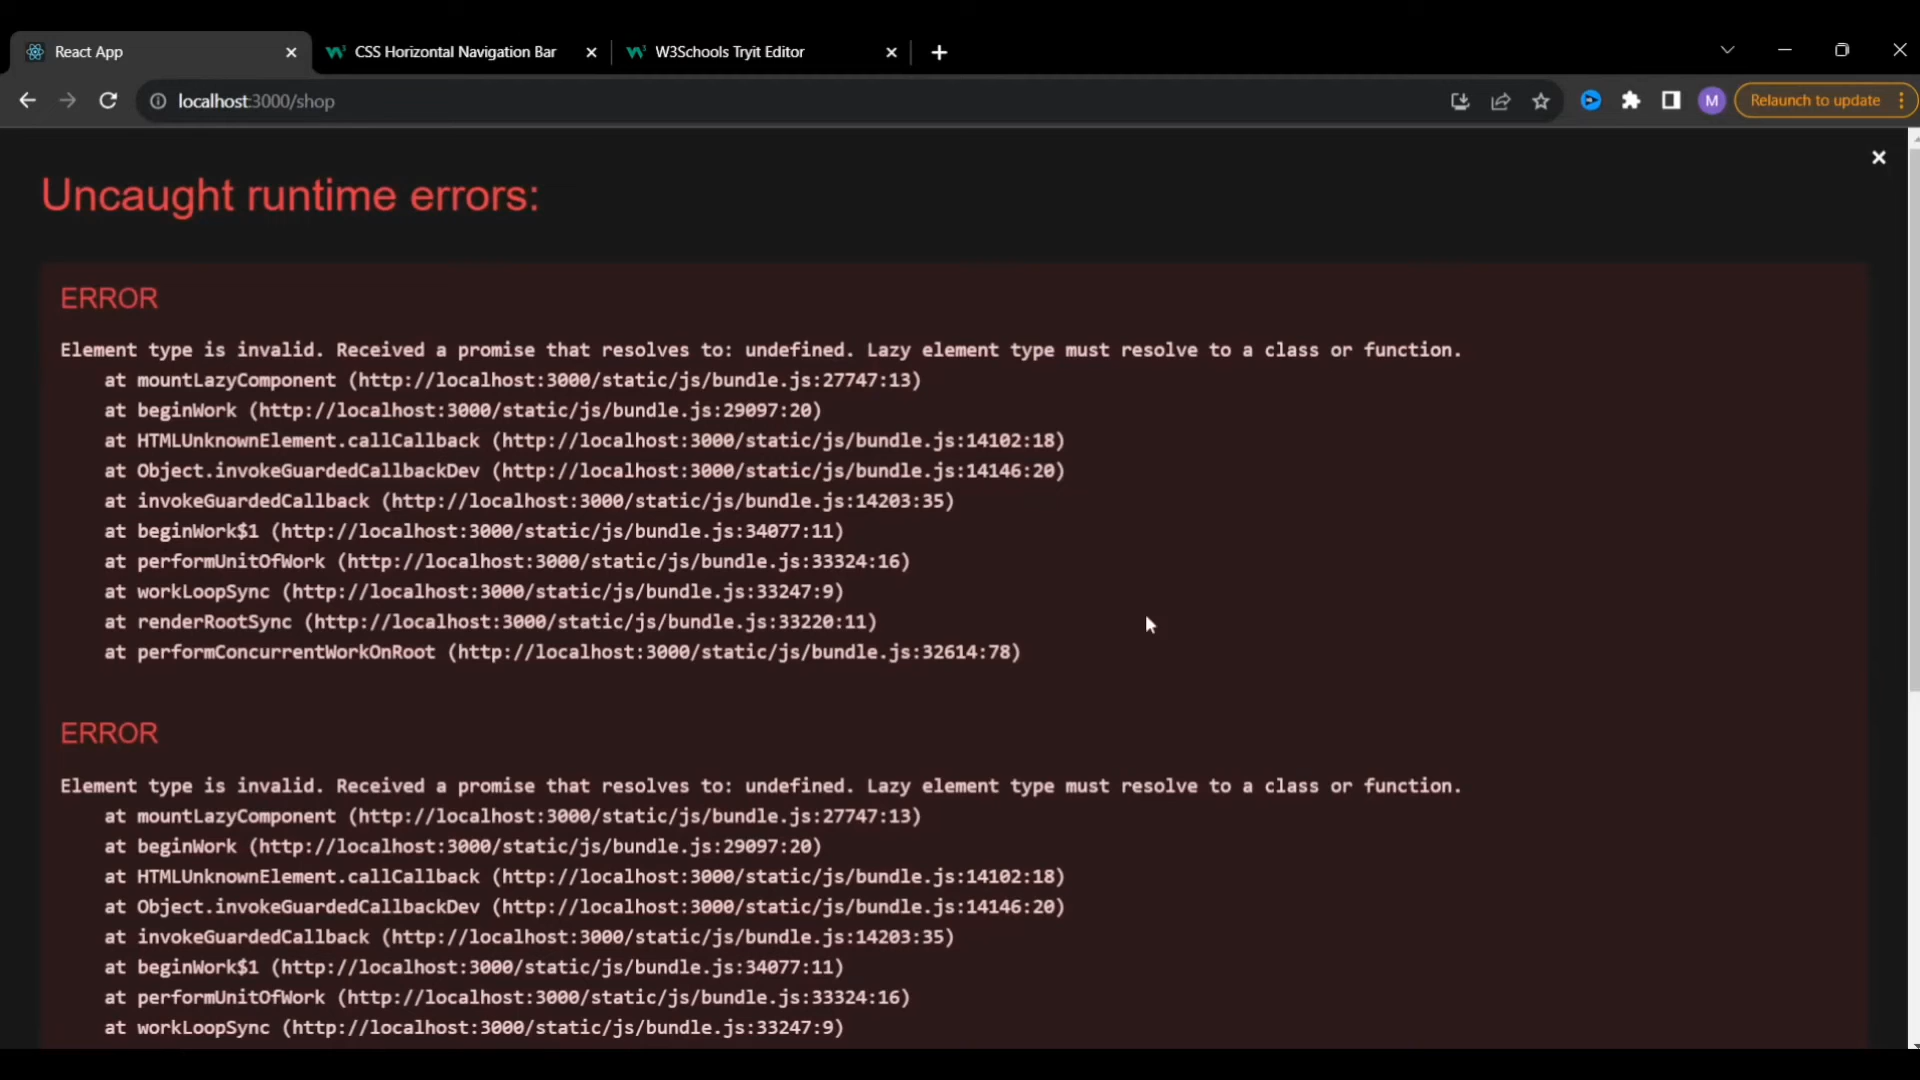 React App
CSS Horizontal Navigation Bar
W3Schools Tryit Editor
localhost:3000/shop
M
Relaunch to update
Uncaught runtime errors:
ERROR
Element type is invalid. Received a promise that resolves to: undefined. Lazy element type must resolve to a class or function.
at mountLazyComponent (http://localhost:3000/static/js/bundle.js:27747:13)
at beginWork (http://localhost:3000/static/js/bundle.js:29097:20)
at HTMLUnknownElement.callCallback (http://localhost:3000/static/js/bundle.js:14102:18)
at Object.invokeGuardedCallbackDev (http://localhost:3000/static/js/bundle.js:14146:20)
at invokeGuardedCallback (http://localhost:3000/static/js/bundle.js:14203:35)
at beginWork$1 (http://localhost:3000/static/js/bundle.js:34077:11)
at performUnitOfWork (http://localhost:3000/static/js/bundle.js:33324:16)
at workLoopSync (http://localhost:3000/static/js/bundle.js:33247:9)
at renderRootSync (http://localhost:3000/static/js/bundle.js:33220:11)
at performConcurrentWorkOnRoot (http://localhost:3000/static/js/bundle.js:32614:78)
ERROR
Element type is invalid. Received a promise that resolves to: undefined. Lazy element type must resolve to a class or function.
at mountLazyComponent (http://localhost:3000/static/js/bundle.js:27747:13)
at beginWork (http://localhost:3000/static/js/bundle.js:29097:20)
at HTMLUnknownElement.callCallback (http://localhost:3000/static/js/bundle.js:14102:18)
at Object.invokeGuardedCallbackDev (http://localhost:3000/static/js/bundle.js:14146:20)
at invokeGuardedCallback (http://localhost:3000/static/js/bundle.js:14203:35)
at beginWork$1 (http://localhost:3000/static/js/bundle.js:34077:11)
at performUnitOfWork (http://localhost:3000/static/js/bundle.js:33324:16)
at workLoopSync (http://localhost:3000/static/js/bundle.js:33247:9)